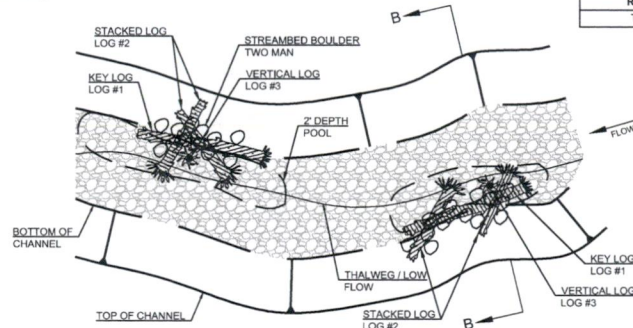 STACKED LOG
LOG #2
STREAMBED BOULDER
TWO MAN
KEY LOG
LOG #1
VERTICAL LOG
LOG #3
2' DEPTH
POOL
B
FLOW
BOTTOM OF
CHANNEL
THALWEG / LOW
FLOW
TOP OF CHANNEL
STACKED LOG
LOG #2
KEY LOG
LOG #1
VERTICAL LOG
LOG #3
B